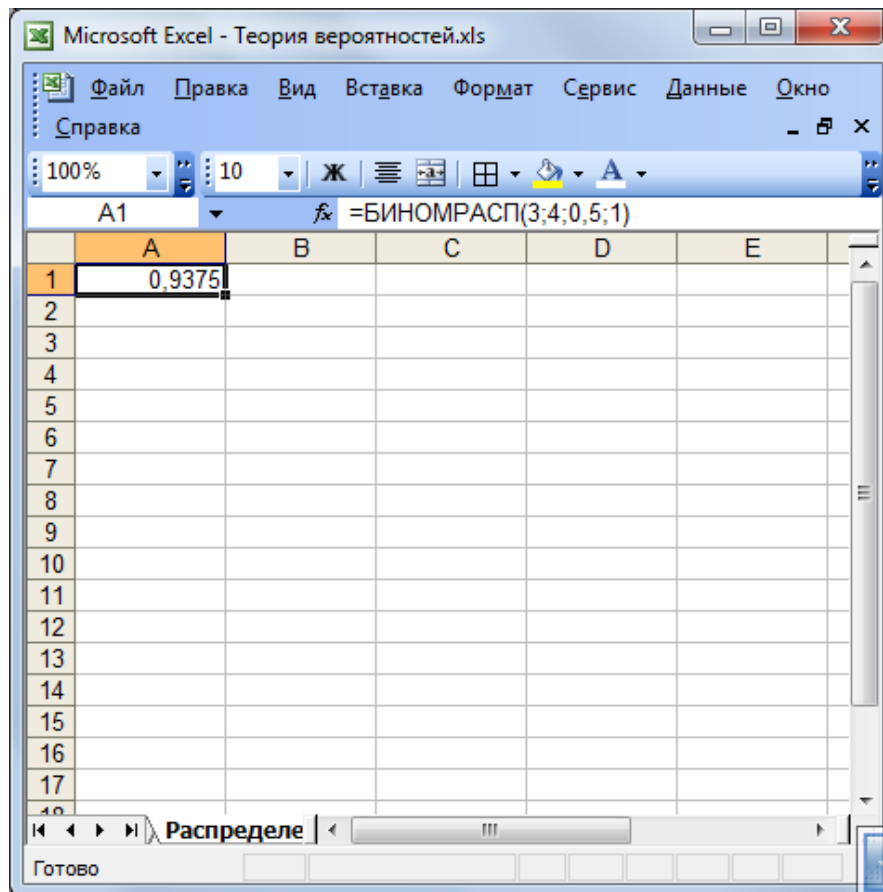 Microsoft Excel - Теория вероятностей.xls
Файл Правка Вид Вставка Формат Сервис Данные Окно
Справка
100% 10 Ж A
A1 fx =БИНОМРАСП(3;4;0,5;1)
A B C D E
1 0,9375
2
3
4
5
6
7
8
9
10
11
12
13
14
15
16
17
18
Распределе
Готово